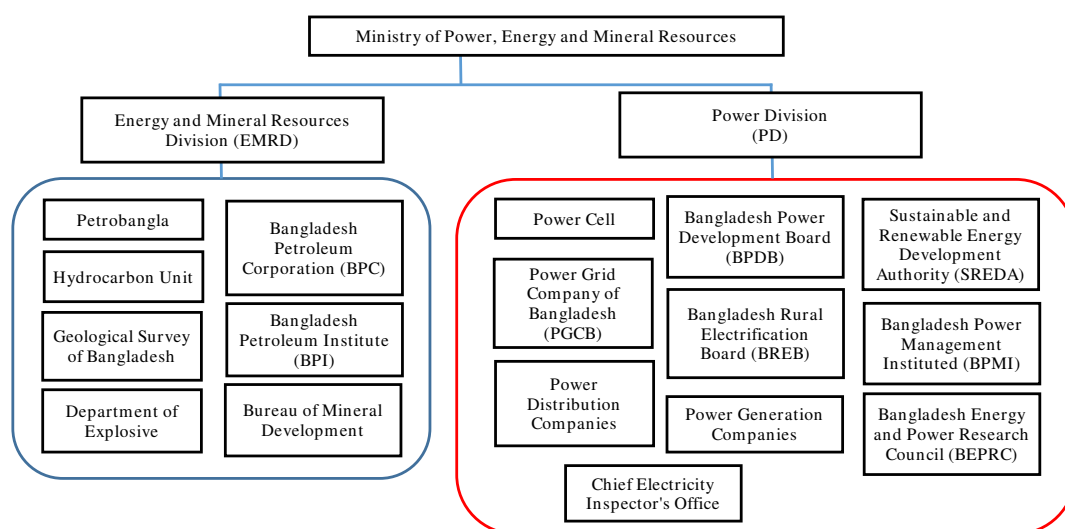 Ministry of Power, Energy and Mineral Resources
Energy and Mineral Resources
Division (EMRD)
Power Division
(PD)
Petrobangla
Hydrocarbon Unit
Geological Survey
of Bangladesh
Department of
Explosive
Bangladesh
Petroleum
Corporation (BPC)
Bangladesh
Petroleum Institute
(BPI)
Bureau of Mineral
Development
Power Cell
Power Grid
Company of
Bangladesh
(PGCB)
Power
Distribution
Companies
Bangladesh Power
Development Board
(BPDB)
Bangladesh Rural
Electrification
Board (BREB)
Power Generation
Companies
Sustainable and
Renewable Energy
Development
Authority (SREDA)
Bangladesh Power
Management
Instituted (BPMI)
Bangladesh Energy
and Power Research
Council (BEPRC)
Chief Electricity
Inspector's Office